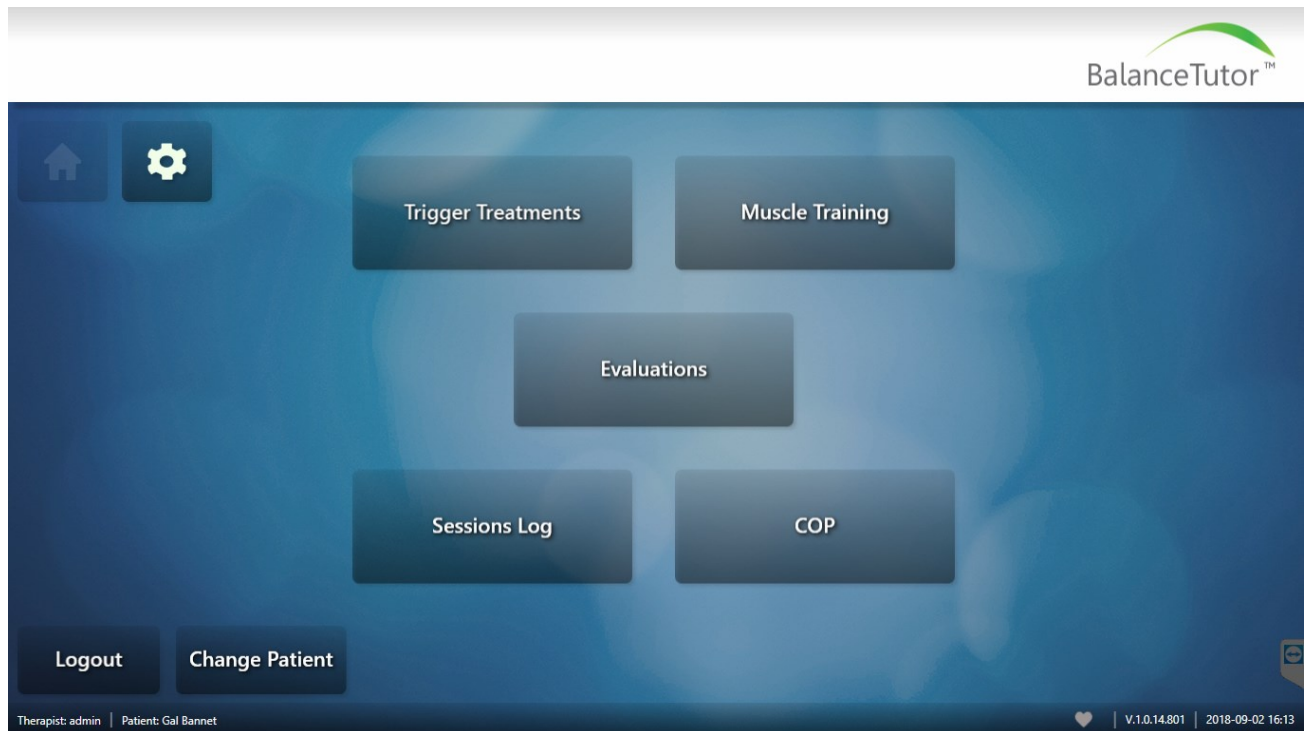 BalanceTutor™
Trigger Treatments
Muscle Training
Evaluations
Sessions Log
COP
Logout
Change Patient
Therapist: admin | Patient: Gal Bannet
V.1.0.14.801 | 2018-09-02 16:13